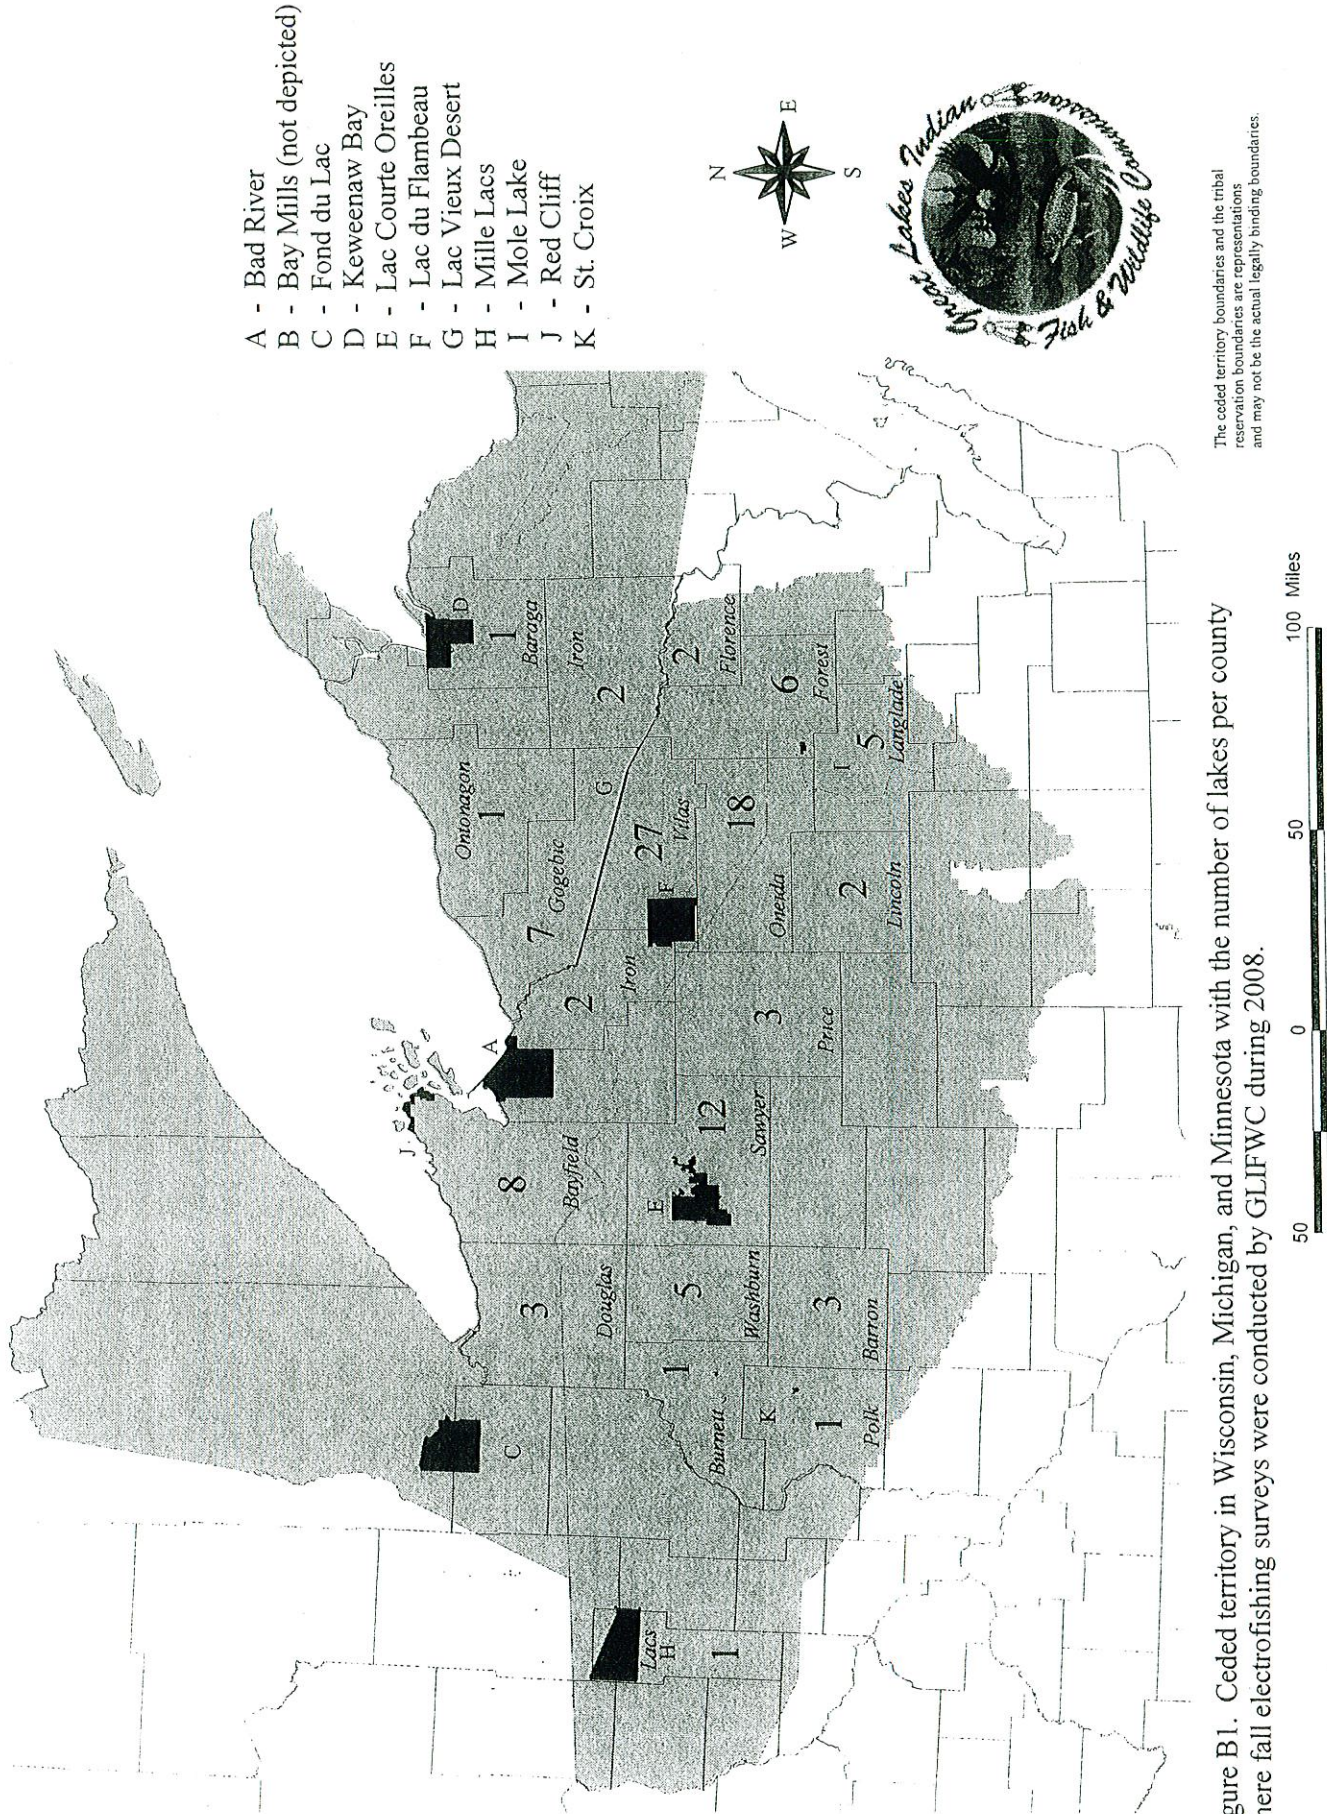 A - Bad River
B - Bay Mills (not depicted)
C - Fond du Lac
D - Keweenaw Bay
E - Lac Courte Oreilles
F - Lac du Flambeau
G - Lac Vieux Desert
H - Mille Lacs
I - Mole Lake
J - Red Cliff
K - St. Croix
N
W E
S
Great Lakes Indian
Fish & Wildlife Commission
The ceded territory boundaries and the tribal
reservation boundaries are representations
and may not be the actual legally binding boundaries.
J
A
C
D
1
Baraga
Ontonagon
1
7
Gogebic
Iron
2
G
8
Bayfield
3
Douglas
2
Iron
27
Vilas
F
2
Florence
Lacs
H
1
1
Burnett
5
Washburn
E
12
Sawyer
3
Price
18
Oneida
6
Forest
K
1
Polk
3
Barron
2
Lincoln
I
5
Langlade
50 0 50 100 Miles
gure B1. Ceded territory in Wisconsin, Michigan, and Minnesota with the number of lakes per county
here fall electrofishing surveys were conducted by GLIFWC during 2008.